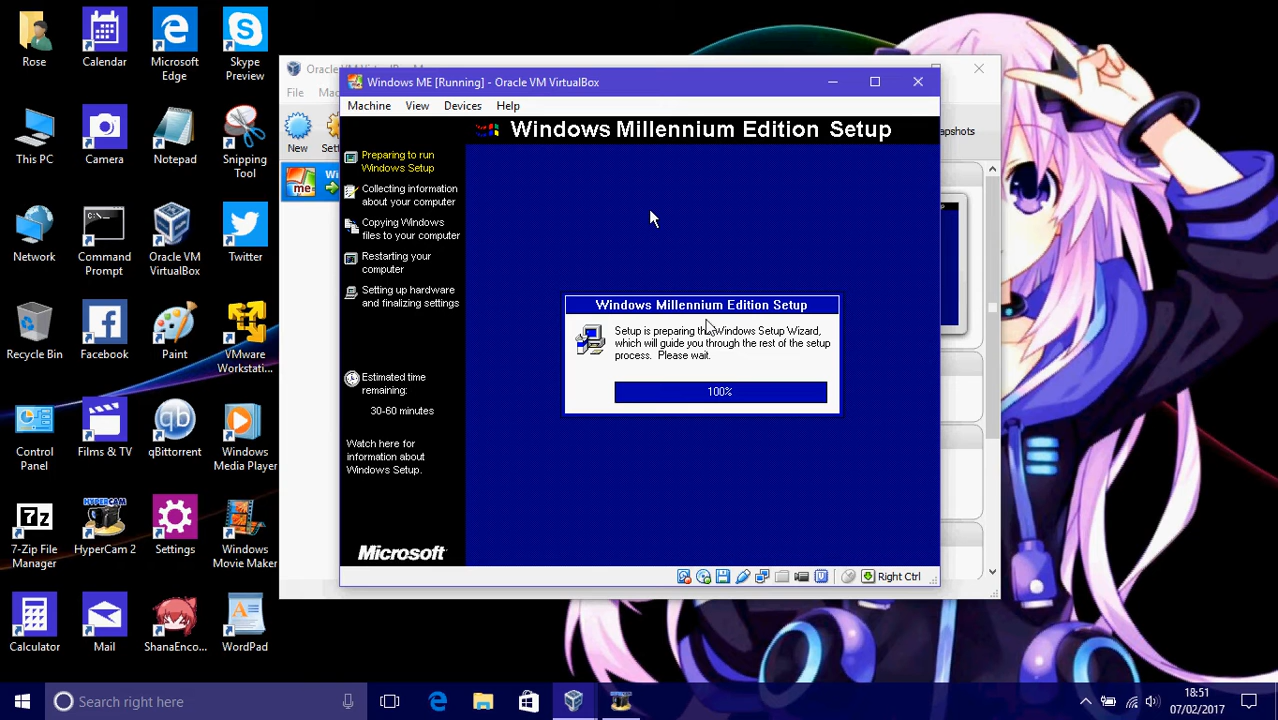 Rose
Calendar
Microsoft
Edge
Skype
Preview
This PC
Camera
Notepad
Snipping
Tool
Network
Command
Prompt
Oracle VM
VirtualBox
Twitter
Recycle Bin
Facebook
Paint
VMware
Workstati...
Control
Panel
Films & TV
qBittorrent
Windows
Media Player
7-Zip File
Manager
HyperCam 2
Settings
Windows
Movie Maker
Calculator
Mail
ShanaEnco...
WordPad
Oracle
File
New
napshots
Windows ME [Running] - Oracle VM VirtualBox
Machine View Devices Help
Windows Millennium Edition Setup
Preparing to run
Windows Setup
Collecting information
about your computer
Copying Windows
files to your computer
Restarting your
computer
Setting up hardware
and finalizing settings
Estimated time
remaining:
30-60 minutes
Watch here for
information about
Windows Setup.
Microsoft
Windows Millennium Edition Setup
Setup is preparing the Windows Setup Wizard,
which will guide you through the rest of the setup
process. Please wait.
100%
Right Ctrl
Search right here
18:51
07/02/2017